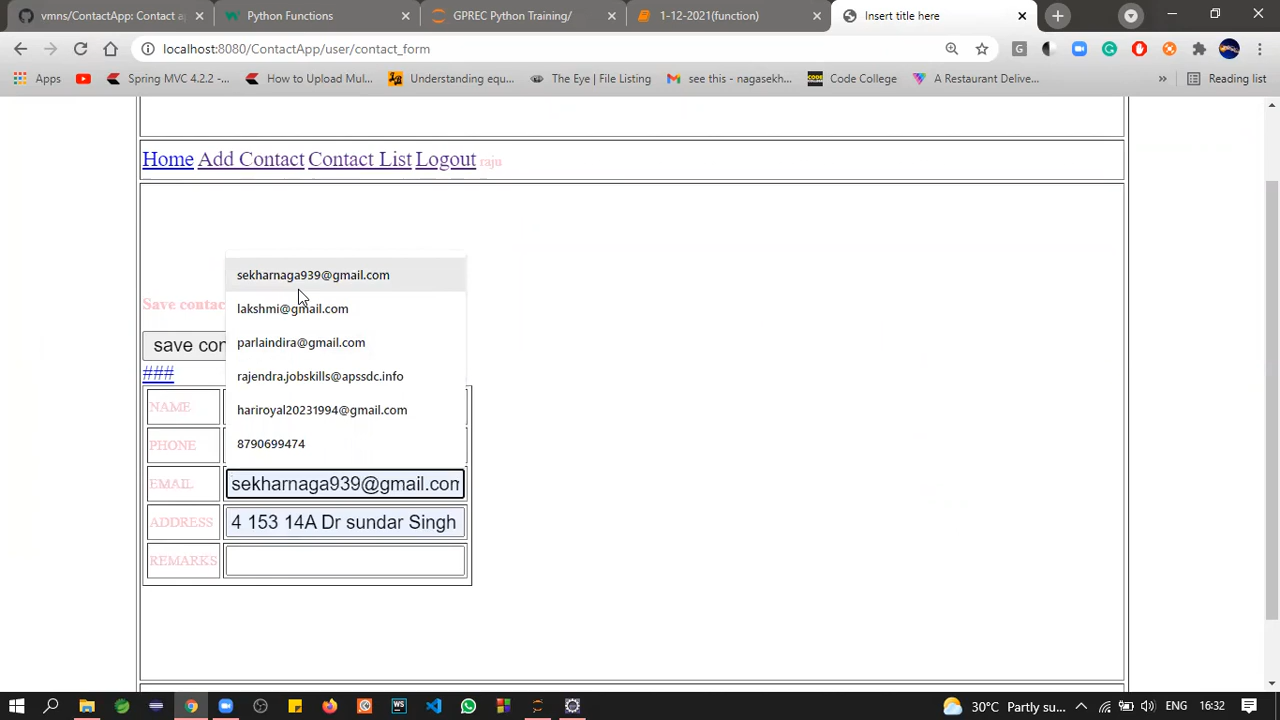 vmns/ContactApp: Contact ap
Python Functions
GPREC Python Training/
1-12-2021(function)
Insert title here
localhost:8080/ContactApp/user/contact_form
Apps
Spring MVC 4.2.2 -...
How to Upload Mul...
Understanding equ...
The Eye | File Listing
see this - nagasekh...
Code College
A Restaurant Delive...
»
Reading list
Home Add Contact Contact List Logout raju
sekharnaga939@gmail.com
Save contac
lakshmi@gmail.com
save con
parlaindira@gmail.com
###
rajendra.jobskills@apssdc.info
NAME
hariroyal20231994@gmail.com
PHONE
8790699474
EMAIL sekharnaga939@gmail.com
ADDRESS 4 153 14A Dr sundar Singh
REMARKS
30°C Partly su...
ENG
16:32